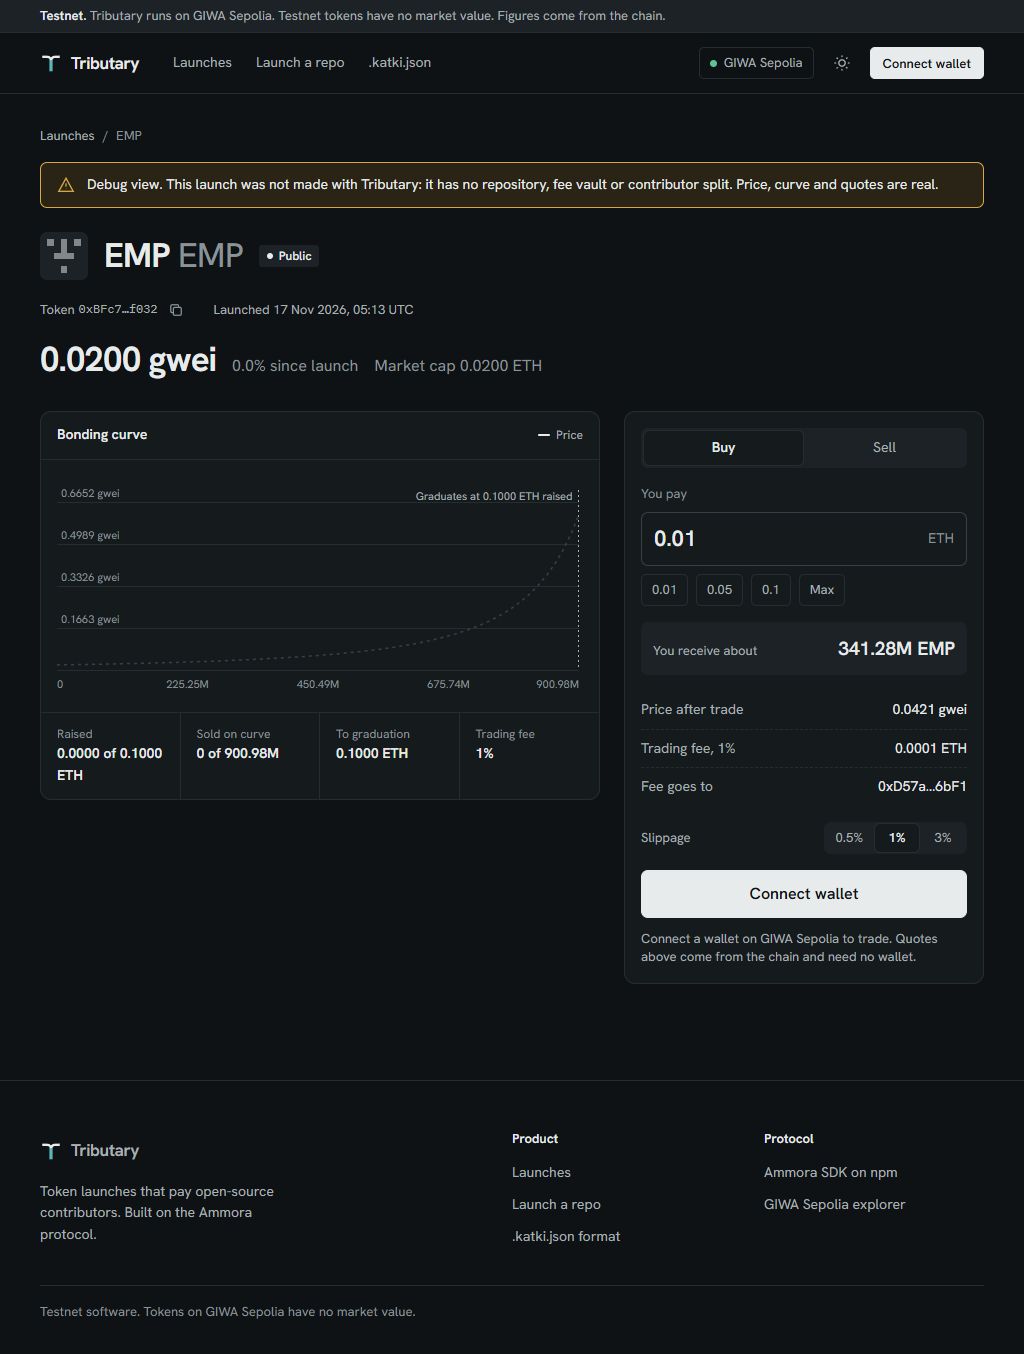 Testnet. Tributary runs on GIWA Sepolia. Testnet tokens have no market value. Figures come from the chain.
Tributary
Launches
Launch a repo
.katki.json
GIWA Sepolia
Connect wallet
Launches / EMP
Debug view. This launch was not made with Tributary: it has no repository, fee vault or contributor split. Price, curve and quotes are real.
EMP EMP
Public
Token 0xBFc7…f032
Launched 17 Nov 2026, 05:13 UTC
0.0200 gwei
0.0% since launch
Market cap 0.0200 ETH
Bonding curve
Price
0.6652 gwei
Graduates at 0.1000 ETH raised
0.4989 gwei
0.3326 gwei
0.1663 gwei
0
225.25M
450.49M
675.74M
900.98M
Raised
0.0000 of 0.1000
ETH
Sold on curve
0 of 900.98M
To graduation
0.1000 ETH
Trading fee
1%
Buy
Sell
You pay
0.01
ETH
0.01
0.05
0.1
Max
You receive about
341.28M EMP
Price after trade
0.0421 gwei
Trading fee, 1%
0.0001 ETH
Fee goes to
0xD57a…6bF1
Slippage
0.5%
1%
3%
Connect wallet
Connect a wallet on GIWA Sepolia to trade. Quotes
above come from the chain and need no wallet.
Tributary
Token launches that pay open-source
contributors. Built on the Ammora
protocol.
Product
Launches
Launch a repo
.katki.json format
Protocol
Ammora SDK on npm
GIWA Sepolia explorer
Testnet software. Tokens on GIWA Sepolia have no market value.